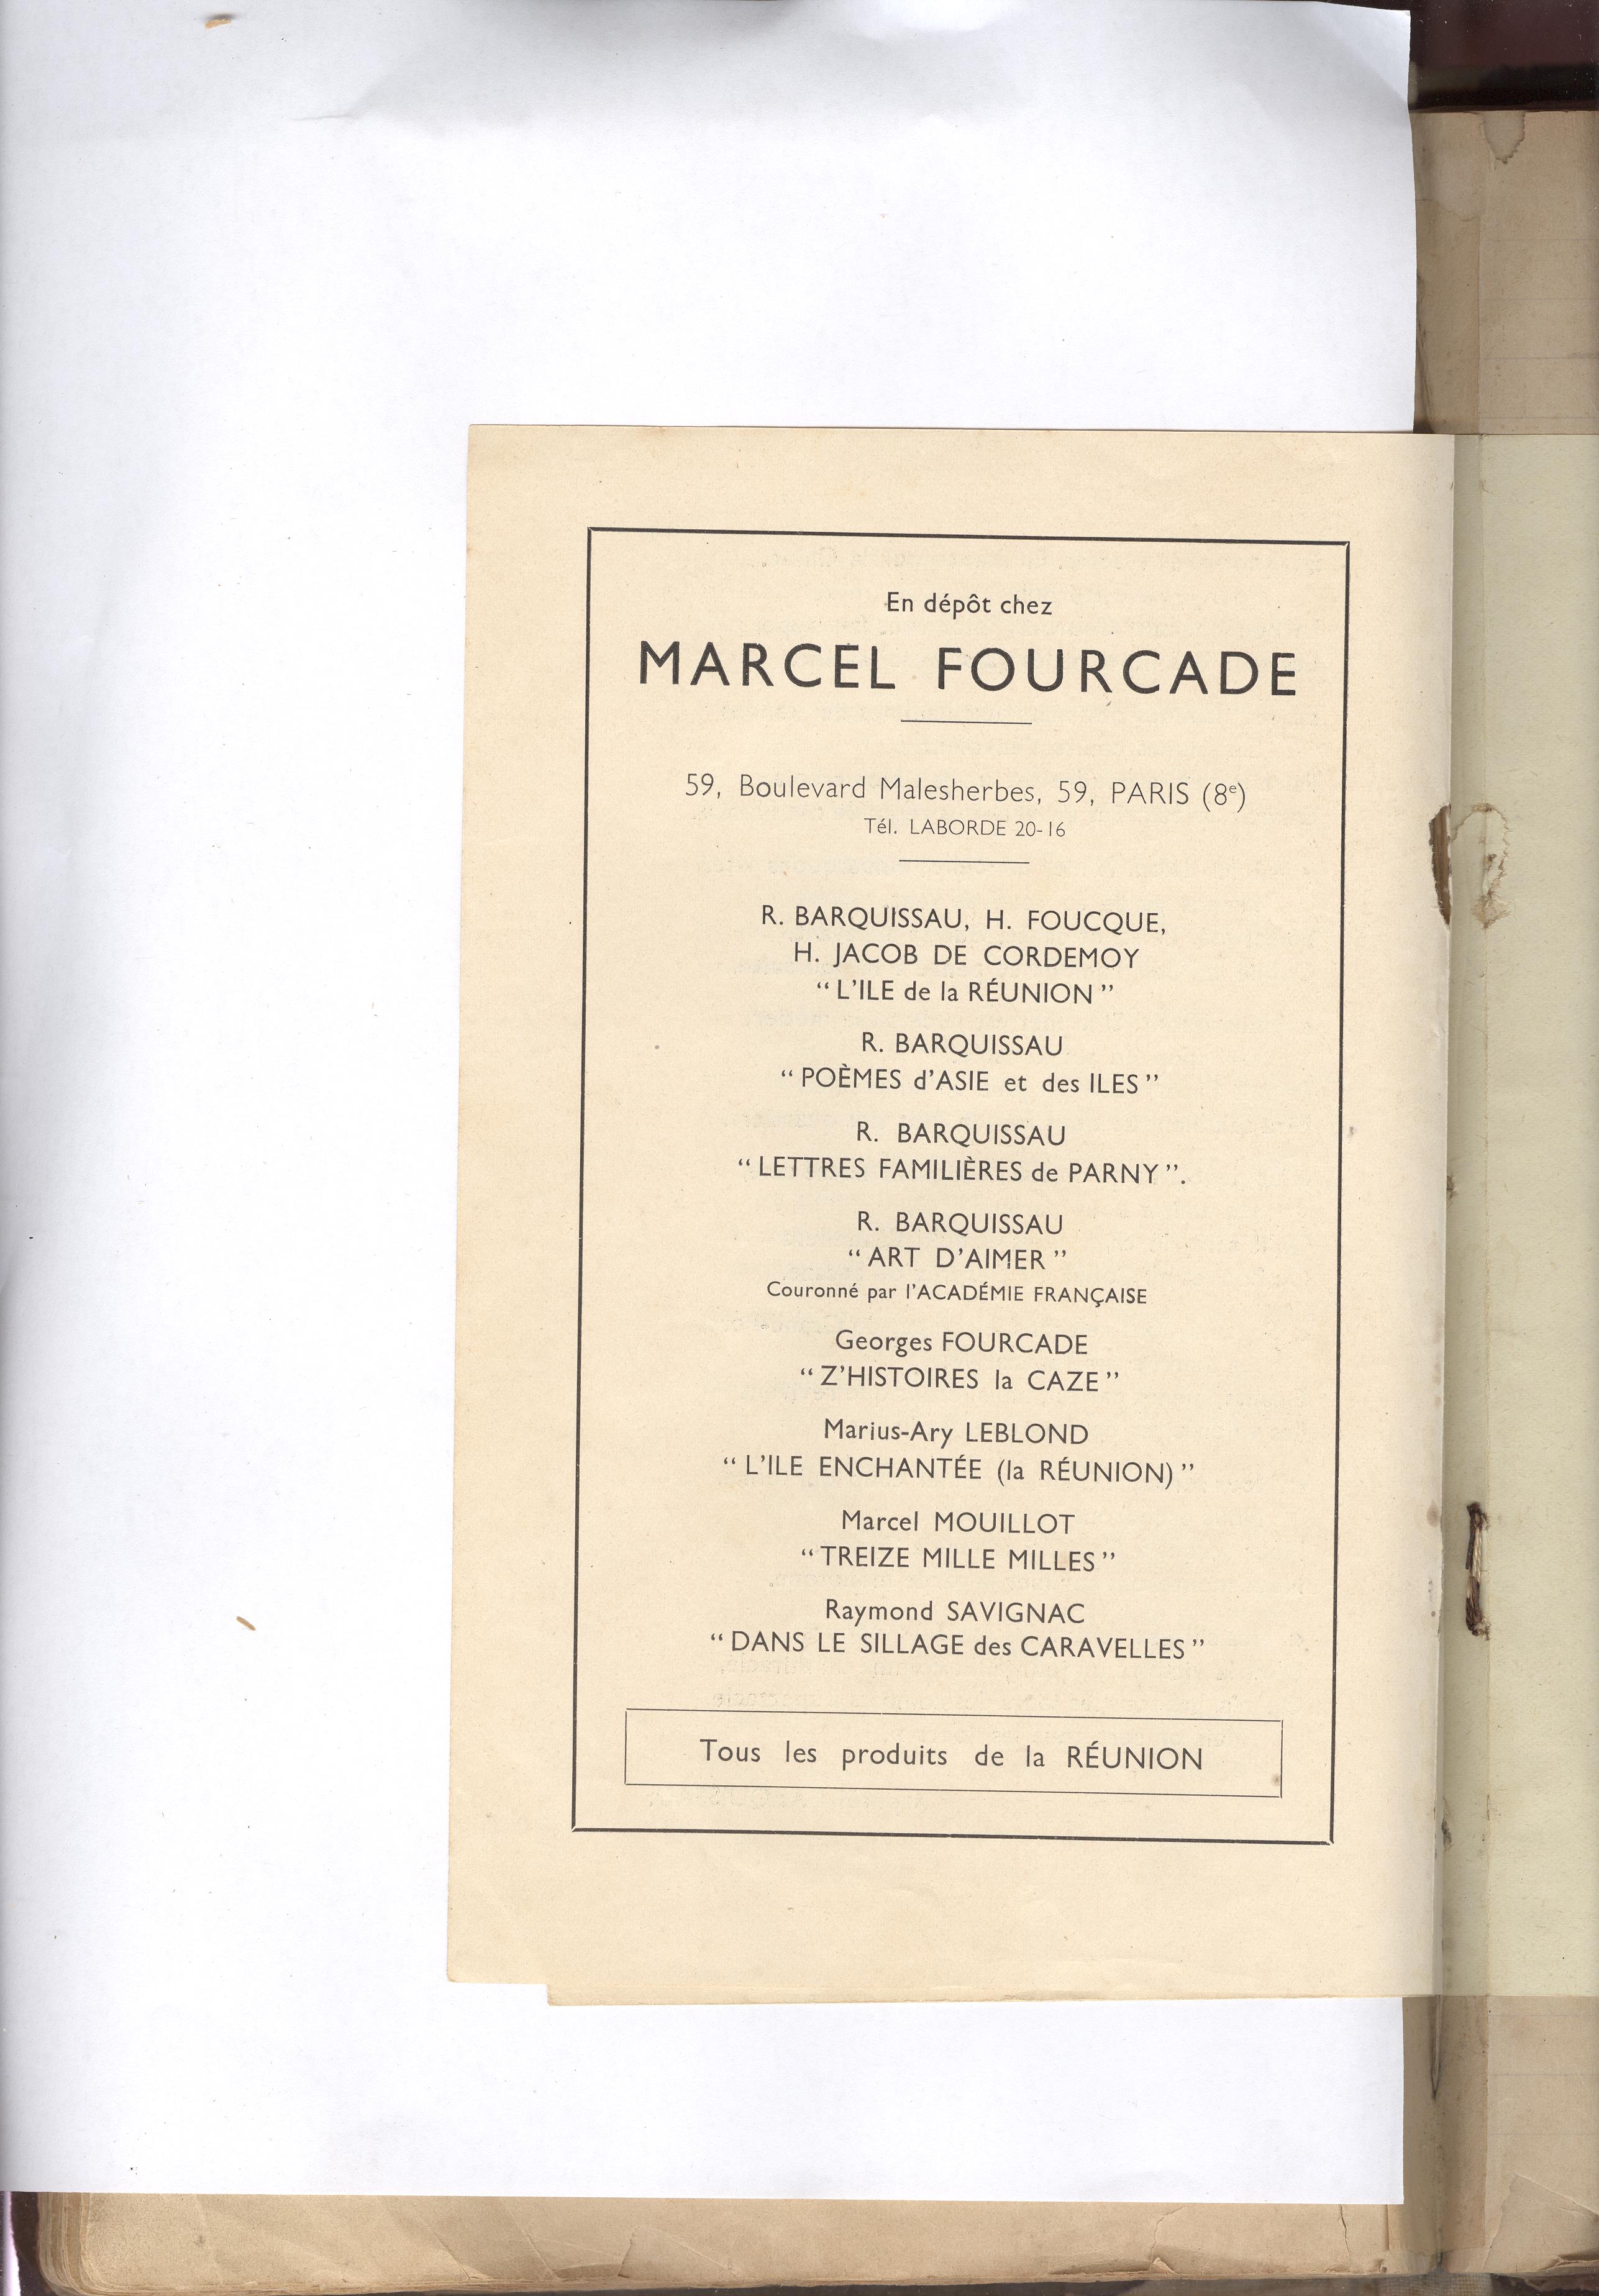 En dépôt chez
MARCEL FOURCADE
59, Boulevard Malesherbes, 59, PARIS (8e)
Tél. LABORDE 20-16
R. BARQUISSAU, H. FOUCQUE,
H. JACOB DE CORDEMOY
“ L’ILE de la RÉUNION ”
R. BARQUISSAU
“ POÈMES d’ASIE et des ILES ”
R. BARQUISSAU
“ LETTRES FAMILIÈRES de PARNY ”.
R. BARQUISSAU
“ ART D’AIMER ”
Couronné par l’ACADÉMIE FRANÇAISE
Georges FOURCADE
“ Z’HISTOIRES la CAZE ”
Marius-Ary LEBLOND
“ L’ILE ENCHANTÉE (la RÉUNION) ”
Marcel MOUILLOT
“ TREIZE MILLE MILLES ”
Raymond SAVIGNAC
“ DANS LE SILLAGE des CARAVELLES ”
Tous les produits de la RÉUNION